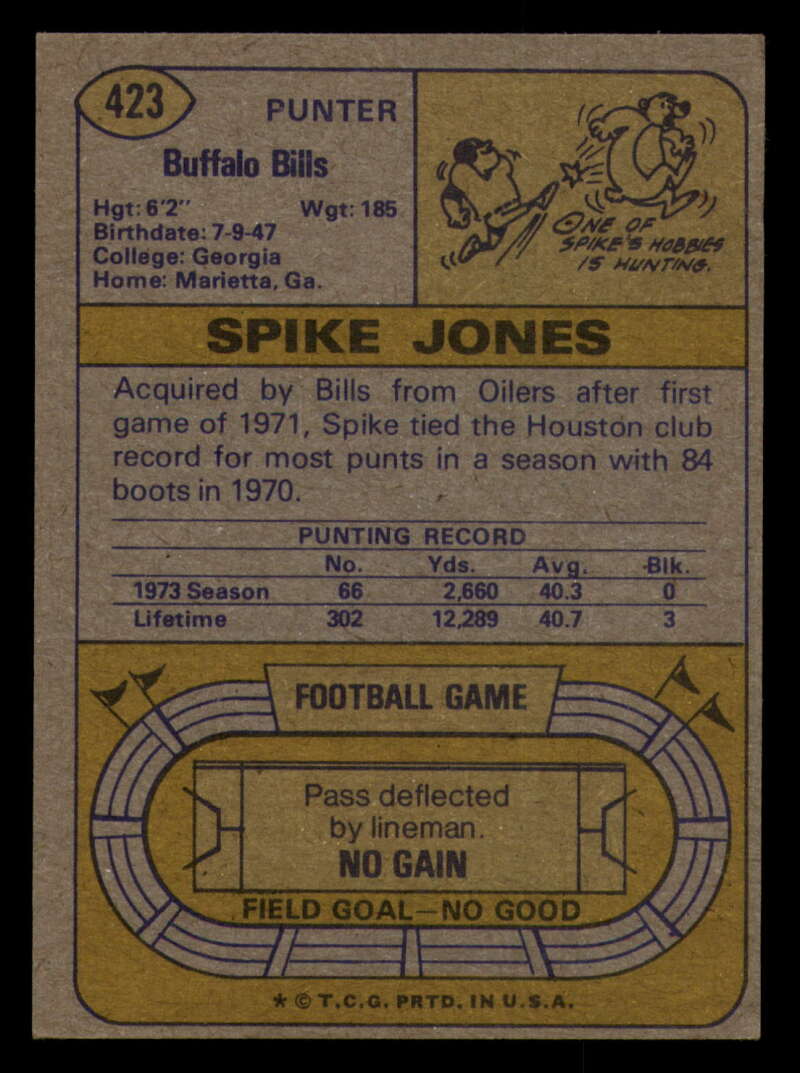 423
PUNTER
Buffalo Bills
Hgt: 6'2" Wgt: 185
Birthdate: 7-9-47
College: Georgia
Home: Marietta, Ga.
ONE OF
SPIKE'S HOBBIES
IS HUNTING.
SPIKE JONES
Acquired by Bills from Oilers after first
game of 1971, Spike tied the Houston club
record for most punts in a season with 84
boots in 1970.
PUNTING RECORD
No. Yds. Avg. Blk.
1973 Season 66 2,660 40.3 0
Lifetime 302 12,289 40.7 3
FOOTBALL GAME
Pass deflected
by lineman.
NO GAIN
FIELD GOAL—NO GOOD
* © T.C.G. PRTD. IN U.S.A.